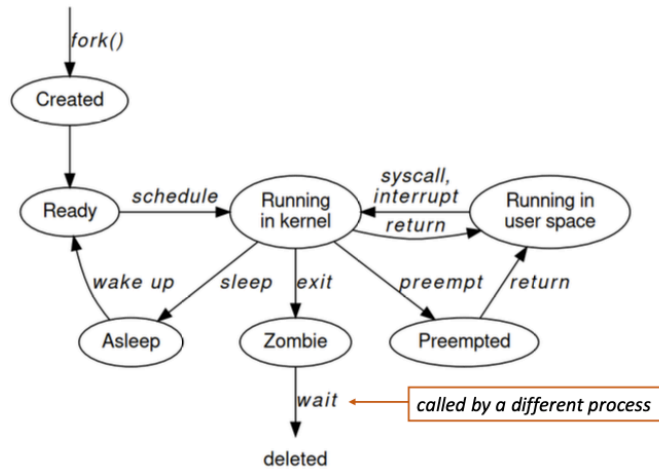 fork()
Created
Ready
schedule
Running
in kernel
syscall,
interrupt
return
Running in
user space
wake up
sleep
exit
preempt
return
Asleep
Zombie
Preempted
wait
called by a different process
deleted